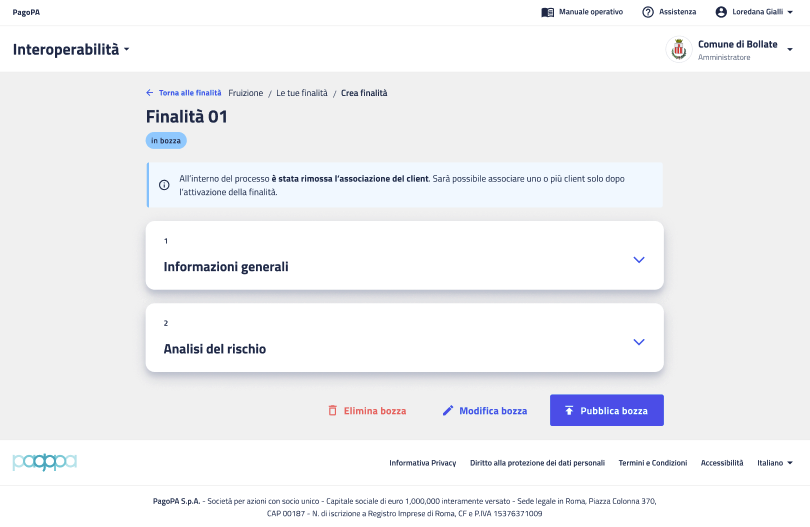 PagoPA
Manuale operativo
Assistenza
Loredana Gialli
Interoperabilità
Comune di Bollate
Amministratore
Torna alle finalità Fruizione / Le tue finalità / Crea finalità
Finalità 01
in bozza
All'interno del processo è stata rimossa l'associazione del client. Sarà possibile associare uno o più client solo dopo
l'attivazione della finalità.
1
Informazioni generali
2
Analisi del rischio
Elimina bozza
Modifica bozza
Pubblica bozza
pagopa
Informativa Privacy
Diritto alla protezione dei dati personali
Termini e Condizioni
Accessibilità
Italiano
PagoPA S.p.A. - Società per azioni con socio unico - Capitale sociale di euro 1,000,000 interamente versato - Sede legale in Roma, Piazza Colonna 370,
CAP 00187 - N. di iscrizione a Registro Imprese di Roma, CF e P.IVA 15376371009